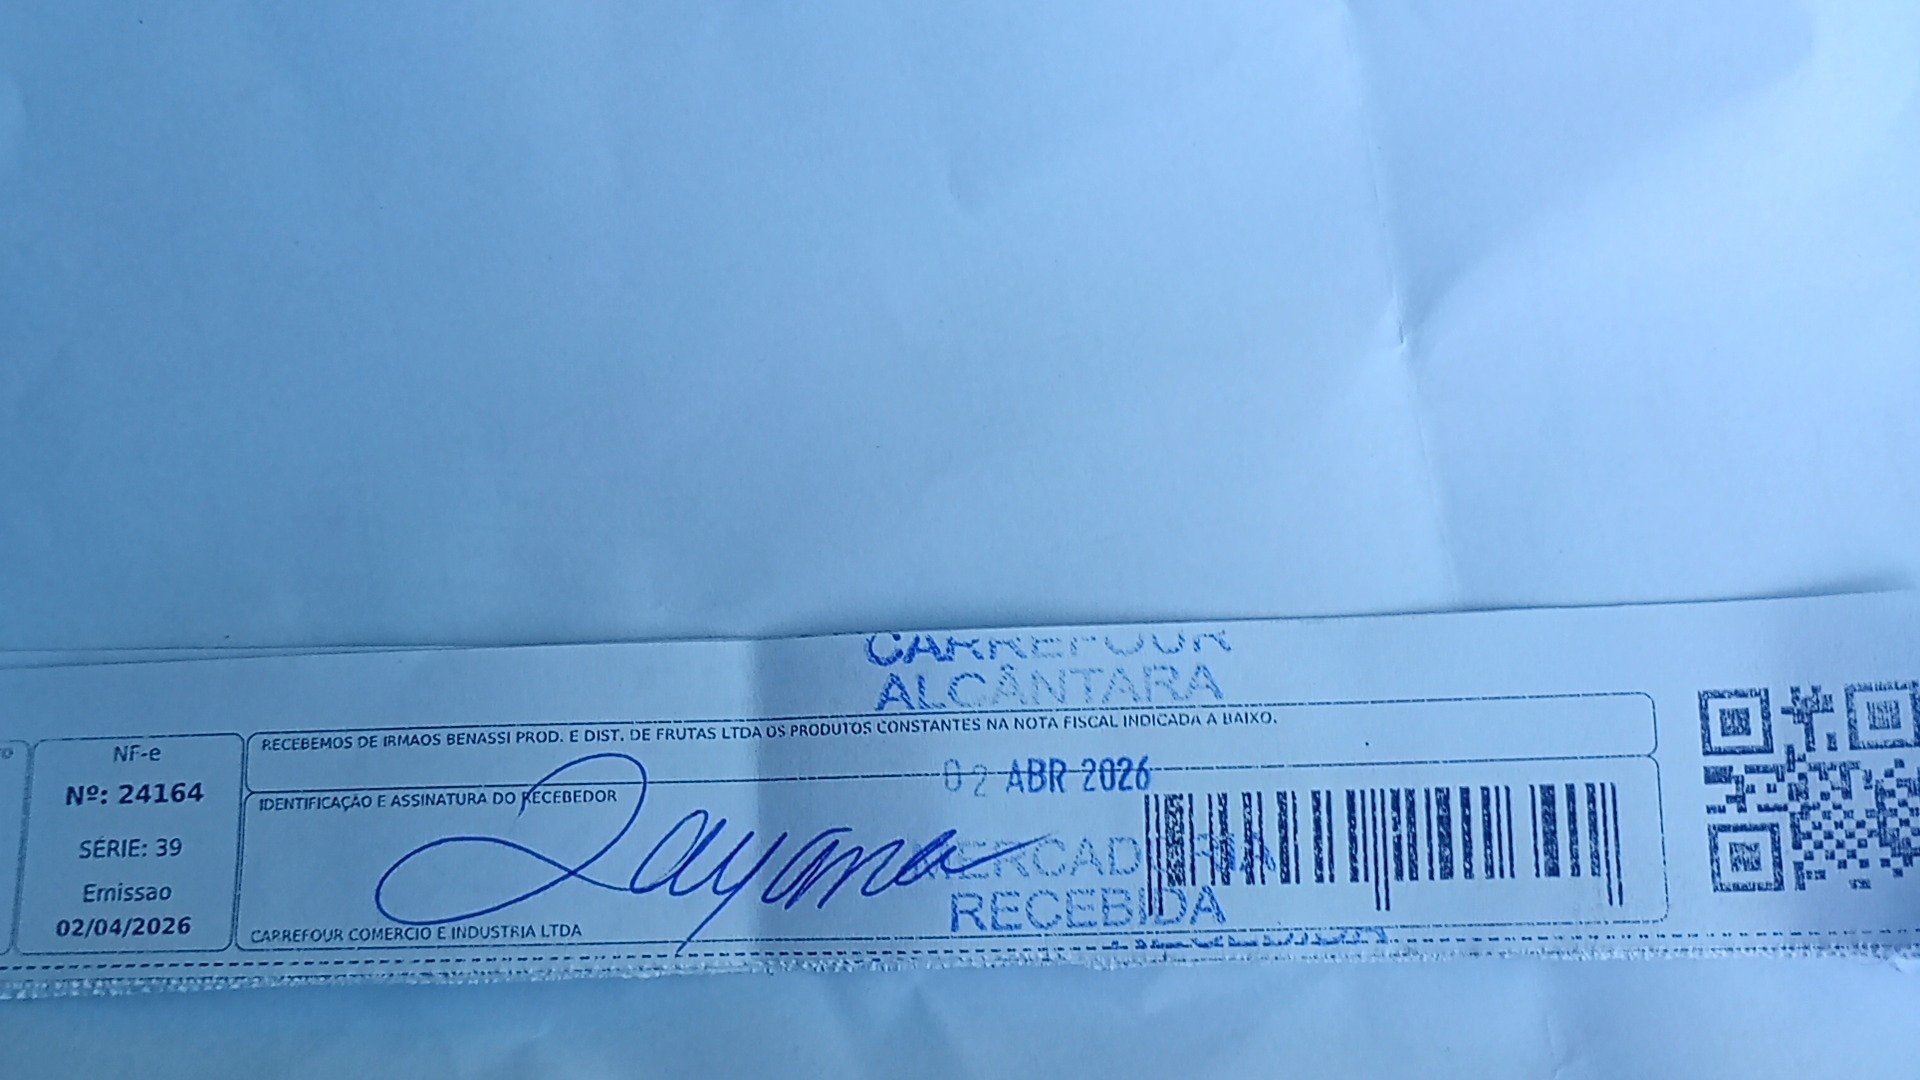 CARREFOUR
ALCÂNTARA
RECEBEMOS DE IRMAOS BENASSI PROD. E DIST. DE FRUTAS LTDA OS PRODUTOS CONSTANTES NA NOTA FISCAL INDICADA A BAIXO.
NF-e
Nº: 24164
SÉRIE: 39
Emissao
02/04/2026
02 ABR 2026
IDENTIFICAÇÃO E ASSINATURA DO RECEBEDOR
Rayana
MERCADORIA
RECEBIDA
CARREFOUR COMERCIO E INDUSTRIA LTDA